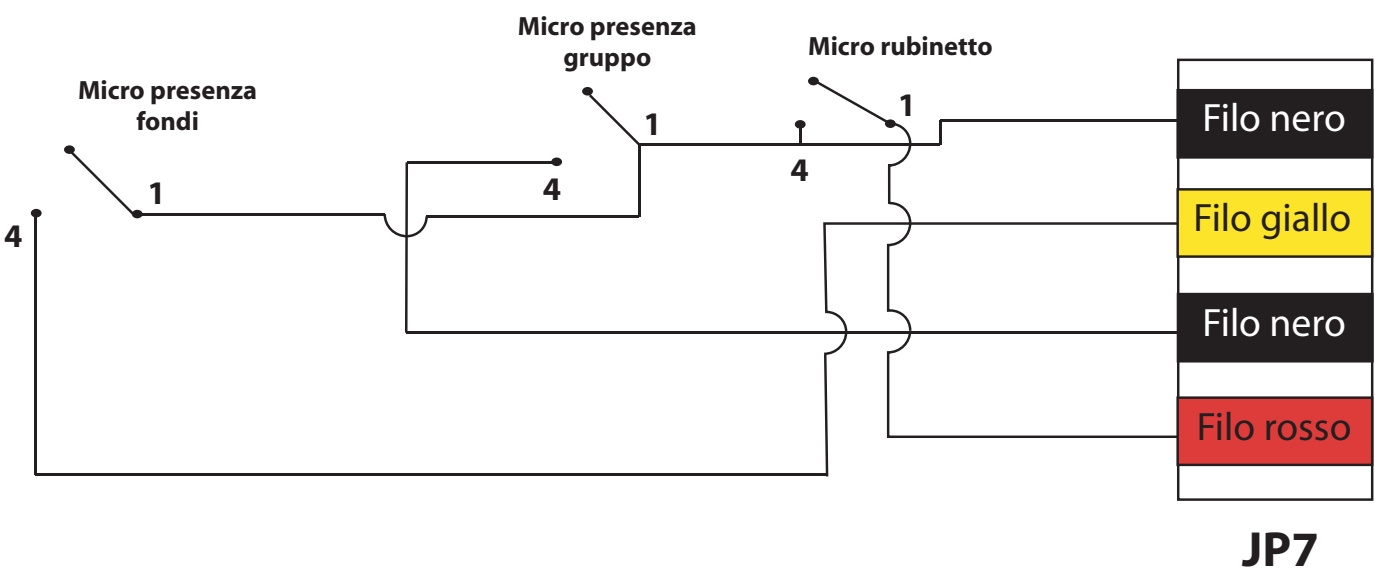 Micro presenza
fondi
1
4
Micro presenza
gruppo
1
4
Micro rubinetto
1
4
Filo nero
Filo giallo
Filo nero
Filo rosso
JP7